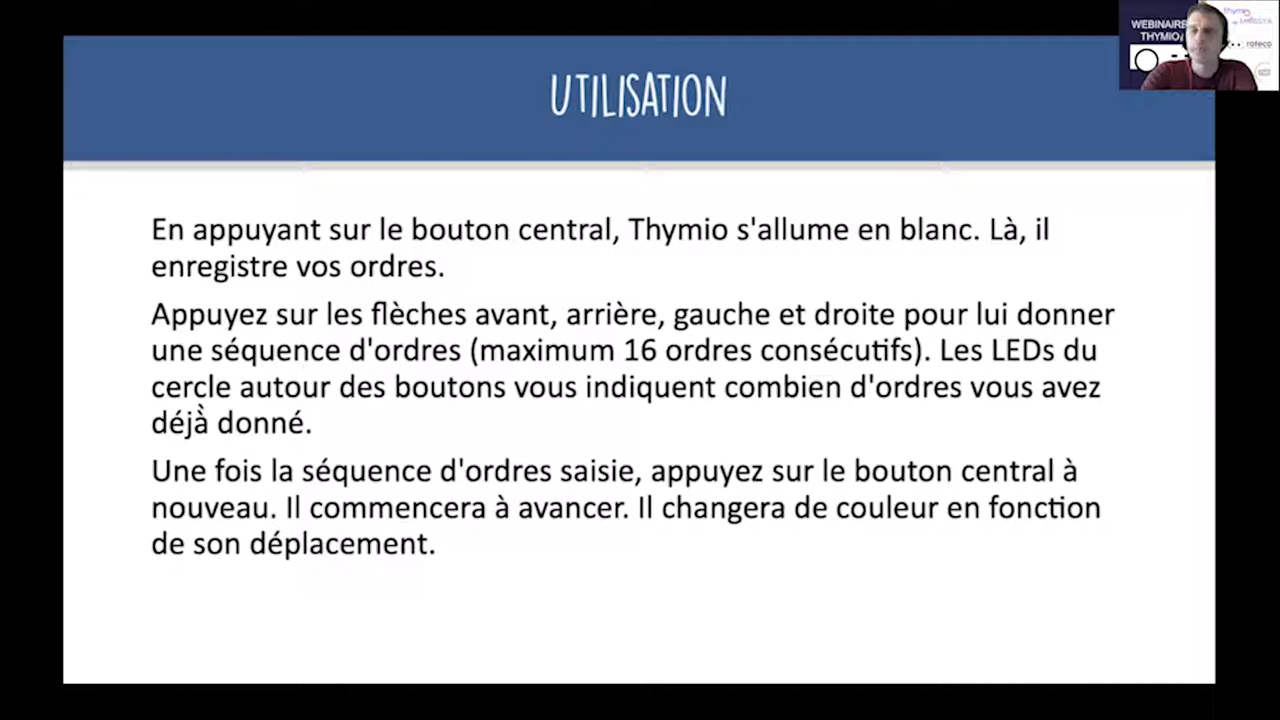 WEBINAIRE
THYMIO
roteco
UTILISATION
En appuyant sur le bouton central, Thymio s'allume en blanc. Là, il
enregistre vos ordres.
Appuyez sur les flèches avant, arrière, gauche et droite pour lui donner
une séquence d'ordres (maximum 16 ordres consécutifs). Les LEDs du
cercle autour des boutons vous indiquent combien d'ordres vous avez
déjà donné.
Une fois la séquence d'ordres saisie, appuyez sur le bouton central à
nouveau. Il commencera à avancer. Il changera de couleur en fonction
de son déplacement.